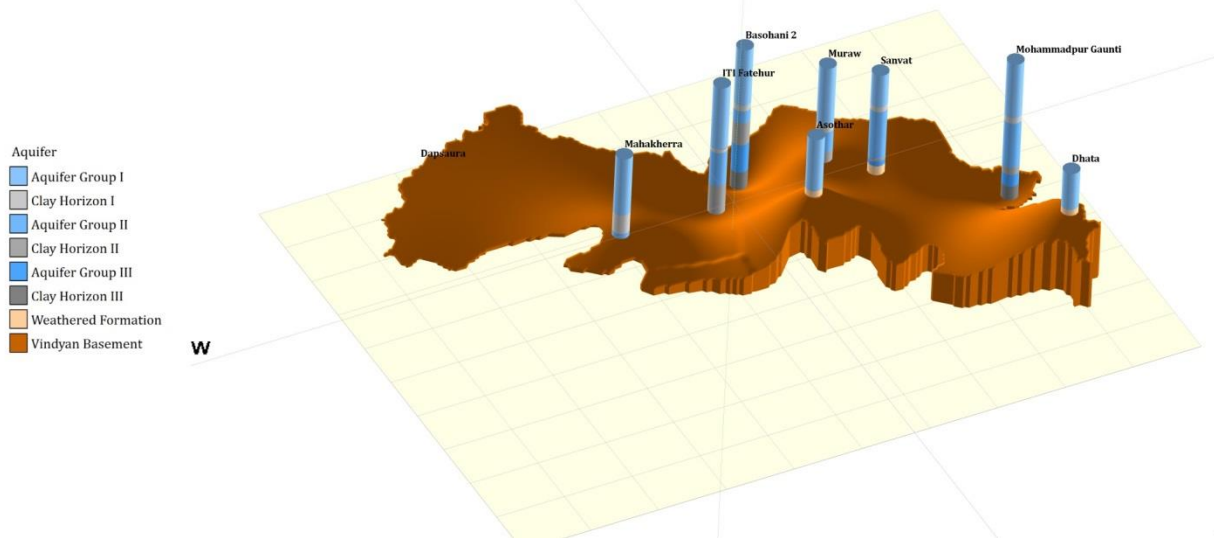 Basohani 2
Muraw
Sanvat
Mohammadpur Gaunti
ITI Fatehur
Asothar
Mahakherra
Dapsaura
Dhata
Aquifer
Aquifer Group I
Clay Horizon I
Aquifer Group II
Clay Horizon II
Aquifer Group III
Clay Horizon III
Weathered Formation
Vindyan Basement
W